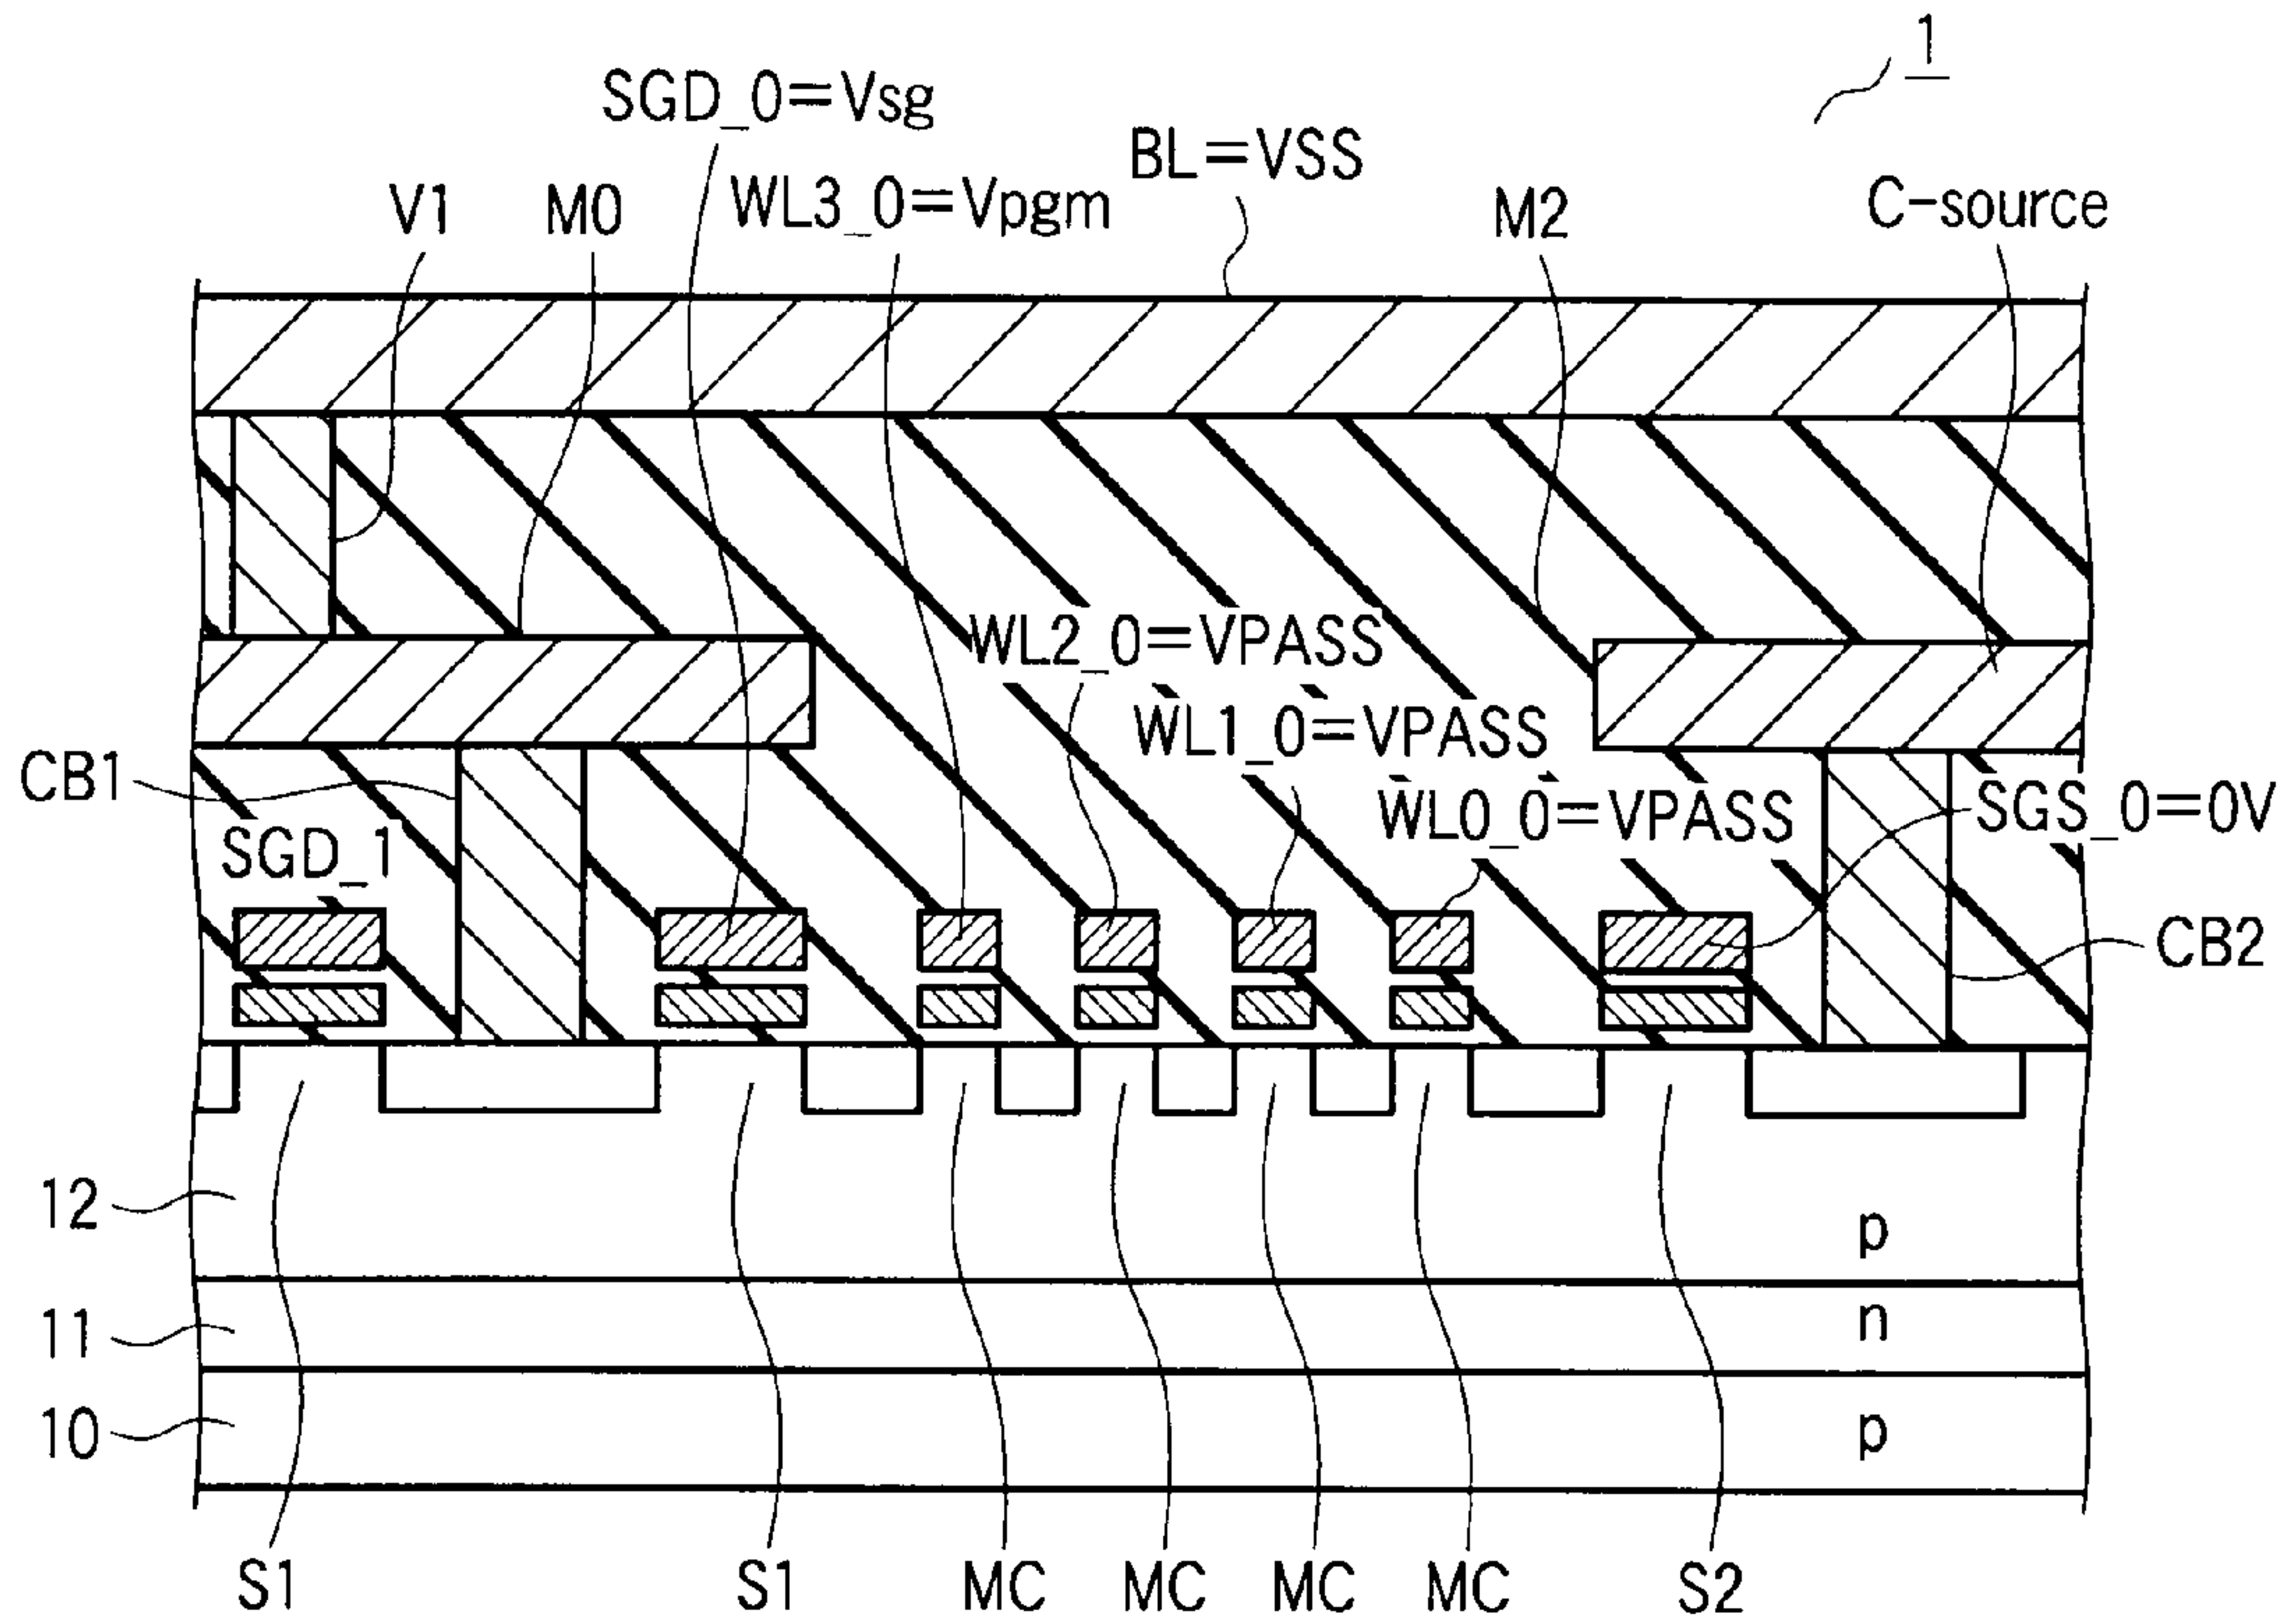 1
SGD_0=Vsg
BL=VSS
V1
M0
WL3_0=Vpgm
M2
C-source
WL2_0=VPASS
WL1_0=VPASS
CB1
WL0_0=VPASS
SGS_0=0V
SGD_1
CB2
12
p
11
n
10
p
S1
S1
MC
MC
MC
MC
S2